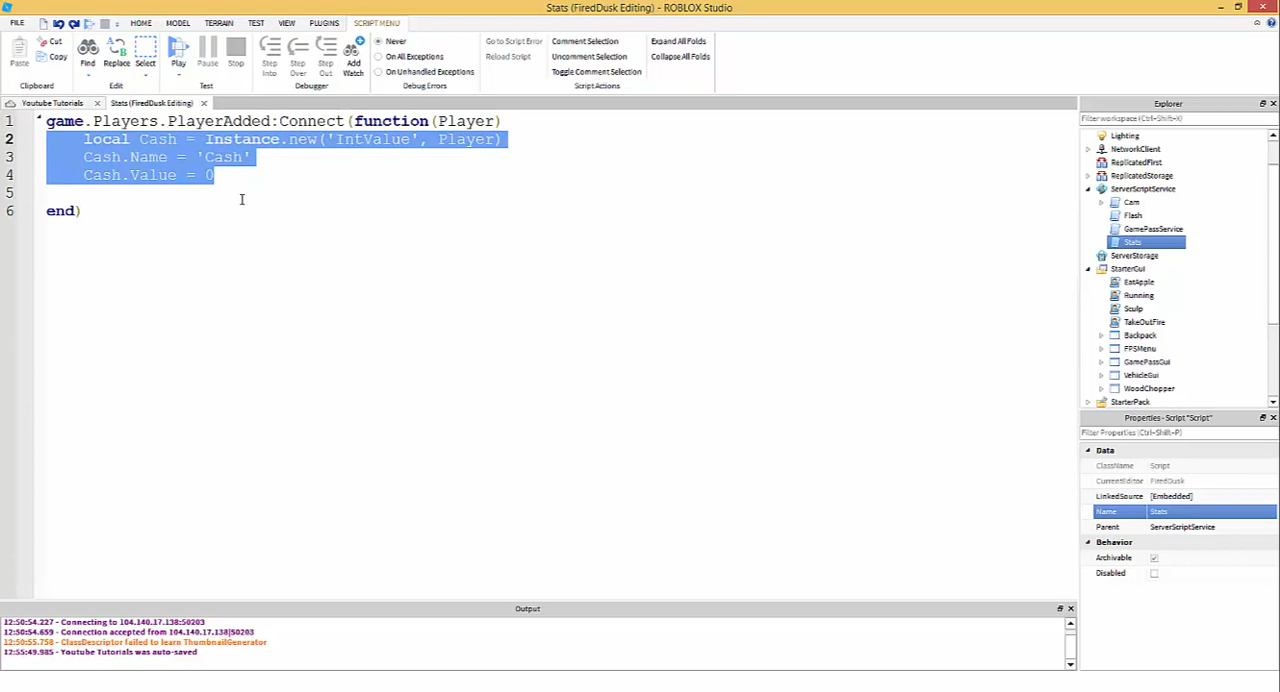 Stats (FiredDusk Editing) - ROBLOX Studio
FILE HOME MODEL TERRAIN TEST VIEW PLUGINS SCRIPT MENU
Paste
Cut
Copy
Clipboard
Find
Replace
Select
Edit
Play
Pause
Stop
Test
Step Into
Step Over
Step Out
Add Watch
Debugger
Never
On All Exceptions
On Unhandled Exceptions
Debug Errors
Go to Script Error
Reload Script
Comment Selection
Uncomment Selection
Toggle Comment Selection
Expand All Folds
Collapse All Folds
Script Actions
Youtube Tutorials
Stats (FiredDusk Editing)
1 game.Players.PlayerAdded:Connect(function(Player)
2 local Cash = Instance.new('IntValue', Player)
3 Cash.Name = 'Cash'
4 Cash.Value = 0
5
6 end)
Explorer
Filter workspace (Ctrl+Shift+X)
Lighting
NetworkClient
ReplicatedFirst
ReplicatedStorage
ServerScriptService
Cam
Flash
GamePassService
Stats
ServerStorage
StarterGui
EatApple
Running
Sculp
TakeOutFire
Backpack
FPSMenu
GamePassGui
VehicleGui
WoodChopper
StarterPack
Properties - Script "Script"
Filter Properties (Ctrl+Shift+P)
Data
ClassName Script
CurrentEditor FiredDusk
LinkedSource [Embedded]
Name Stats
Parent ServerScriptService
Behavior
Archivable
Disabled
Output
12:50:54.227 - Connecting to 104.140.17.138:50203
12:50:54.659 - Connection accepted from 104.140.17.138|50203
12:50:55.758 - ClassDescriptor failed to learn ThumbnailGenerator
12:55:49.985 - Youtube Tutorials was auto-saved